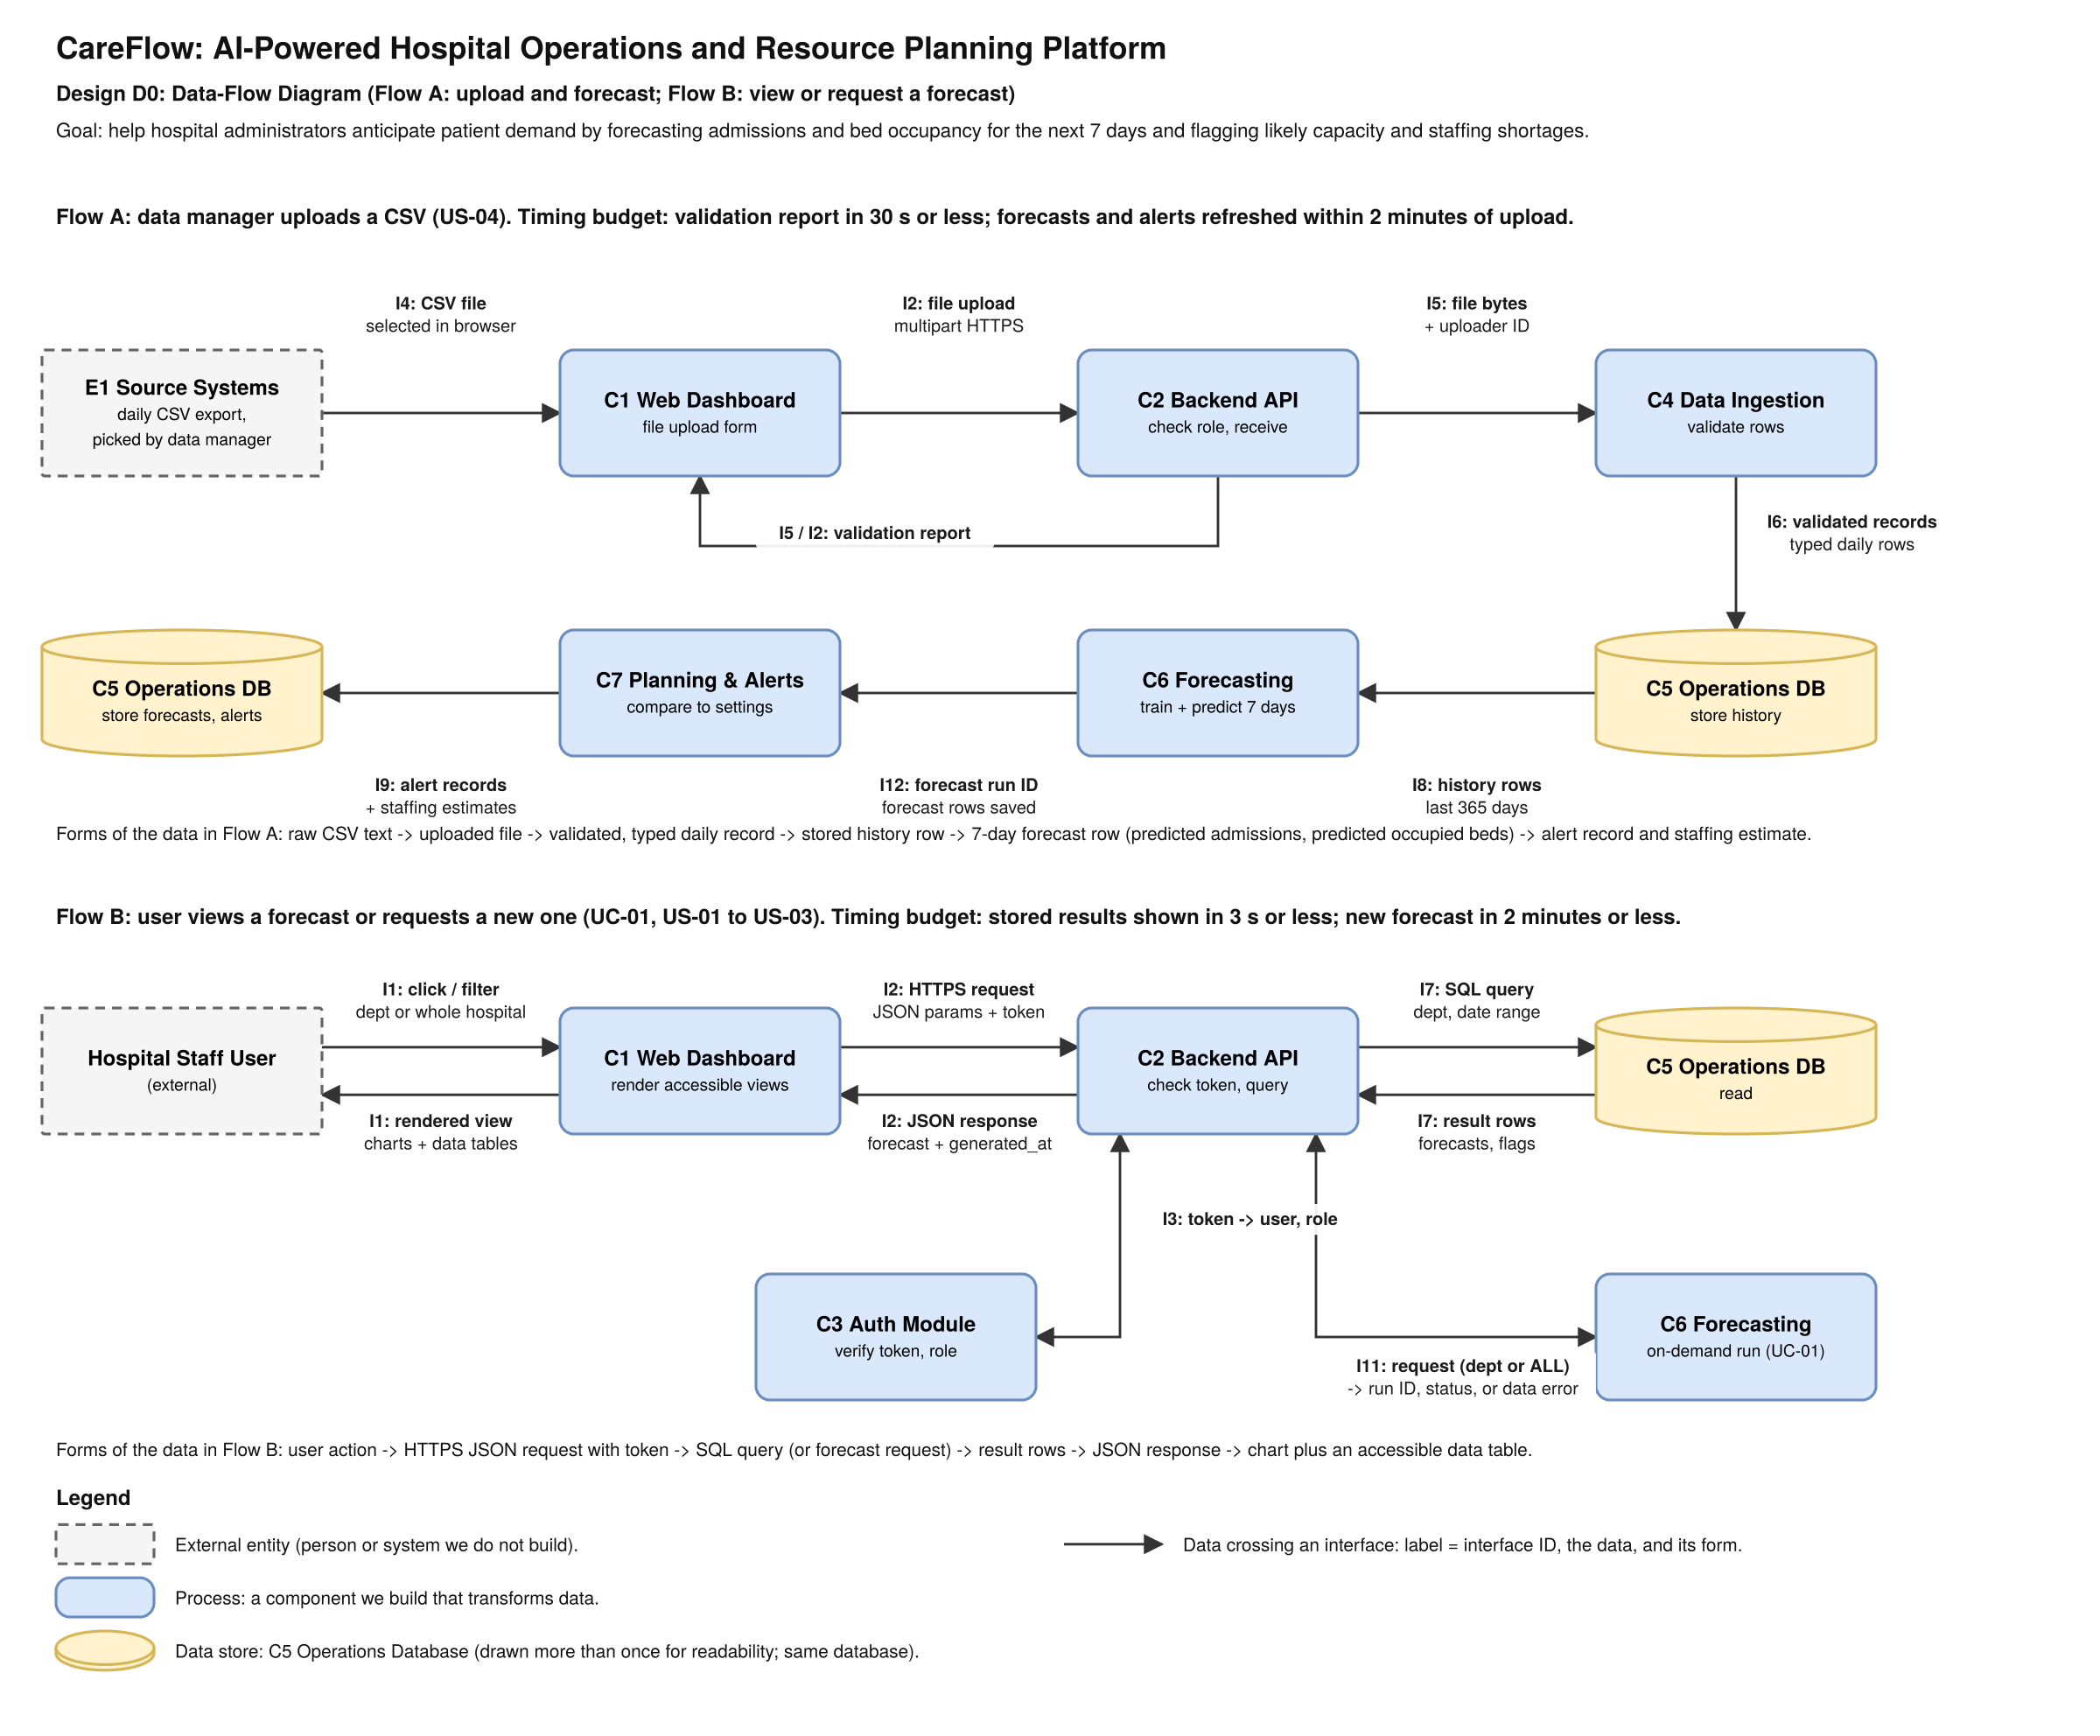 CareFlow: AI-Powered Hospital Operations and Resource Planning Platform
Design D0: Data-Flow Diagram (Flow A: upload and forecast; Flow B: view or request a forecast)
Goal: help hospital administrators anticipate patient demand by forecasting admissions and bed occupancy for the next 7 days and flagging likely capacity and staffing shortages.
Flow A: data manager uploads a CSV (US-04). Timing budget: validation report in 30 s or less; forecasts and alerts refreshed within 2 minutes of upload.
I4: CSV file
selected in browser
I2: file upload
multipart HTTPS
I5: file bytes
+ uploader ID
E1 Source Systems
daily CSV export,
picked by data manager
C1 Web Dashboard
file upload form
C2 Backend API
check role, receive
C4 Data Ingestion
validate rows
I5 / I2: validation report
I6: validated records
typed daily rows
C5 Operations DB
store forecasts, alerts
C7 Planning & Alerts
compare to settings
C6 Forecasting
train + predict 7 days
C5 Operations DB
store history
I9: alert records
+ staffing estimates
I12: forecast run ID
forecast rows saved
I8: history rows
last 365 days
Forms of the data in Flow A: raw CSV text -> uploaded file -> validated, typed daily record -> stored history row -> 7-day forecast row (predicted admissions, predicted occupied beds) -> alert record and staffing estimate.
Flow B: user views a forecast or requests a new one (UC-01, US-01 to US-03). Timing budget: stored results shown in 3 s or less; new forecast in 2 minutes or less.
I1: click / filter
dept or whole hospital
I2: HTTPS request
JSON params + token
I7: SQL query
dept, date range
Hospital Staff User
(external)
C1 Web Dashboard
render accessible views
C2 Backend API
check token, query
C5 Operations DB
read
I1: rendered view
charts + data tables
I2: JSON response
forecast + generated_at
I7: result rows
forecasts, flags
I3: token -> user, role
C3 Auth Module
verify token, role
C6 Forecasting
on-demand run (UC-01)
I11: request (dept or ALL)
-> run ID, status, or data error
Forms of the data in Flow B: user action -> HTTPS JSON request with token -> SQL query (or forecast request) -> result rows -> JSON response -> chart plus an accessible data table.
Legend
External entity (person or system we do not build).
Data crossing an interface: label = interface ID, the data, and its form.
Process: a component we build that transforms data.
Data store: C5 Operations Database (drawn more than once for readability; same database).